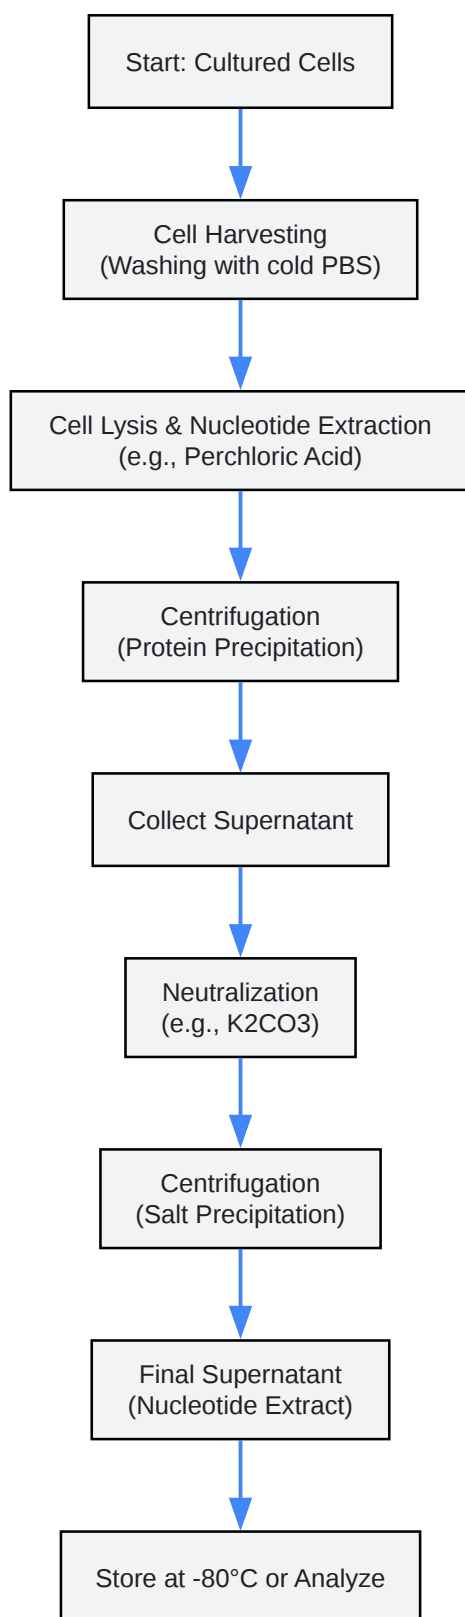 Start: Cultured Cells
Cell Harvesting
(Washing with cold PBS)
Cell Lysis & Nucleotide Extraction
(e.g., Perchloric Acid)
Centrifugation
(Protein Precipitation)
Collect Supernatant
Neutralization
(e.g., K2CO3)
Centrifugation
(Salt Precipitation)
Final Supernatant
(Nucleotide Extract)
Store at -80°C or Analyze